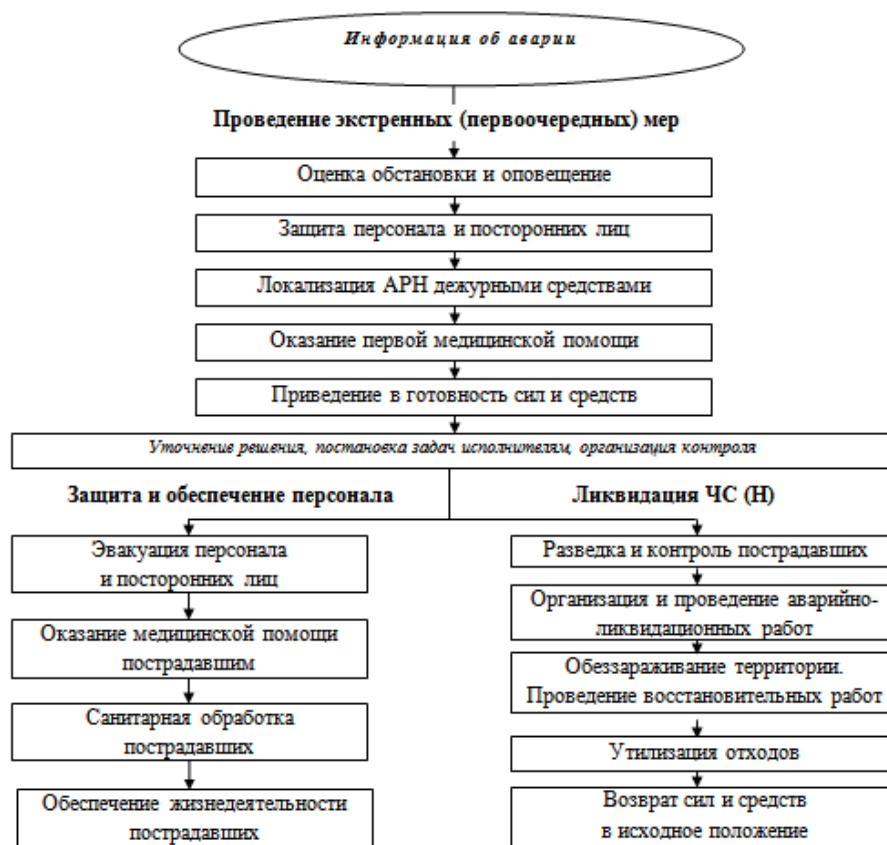 Информация об аварии
Проведение экстренных (первоочередных) мер
Оценка обстановки и оповещение
Защита персонала и посторонних лиц
Локализация АРН дежурными средствами
Оказание первой медицинской помощи
Приведение в готовность сил и средств
Уточнение решения, постановка задач исполнителям, организация контроля
Защита и обеспечение персонала
Эвакуация персонала
и посторонних лиц
Оказание медицинской помощи
пострадавшим
Санитарная обработка
пострадавших
Обеспечение жизнедеятельности
пострадавших
Ликвидация ЧС (Н)
Разведка и контроль пострадавших
Организация и проведение аварийно-
ликвидационных работ
Обеззараживание территории.
Проведение восстановительных работ
Утилизация отходов
Возврат сил и средств
в исходное положение